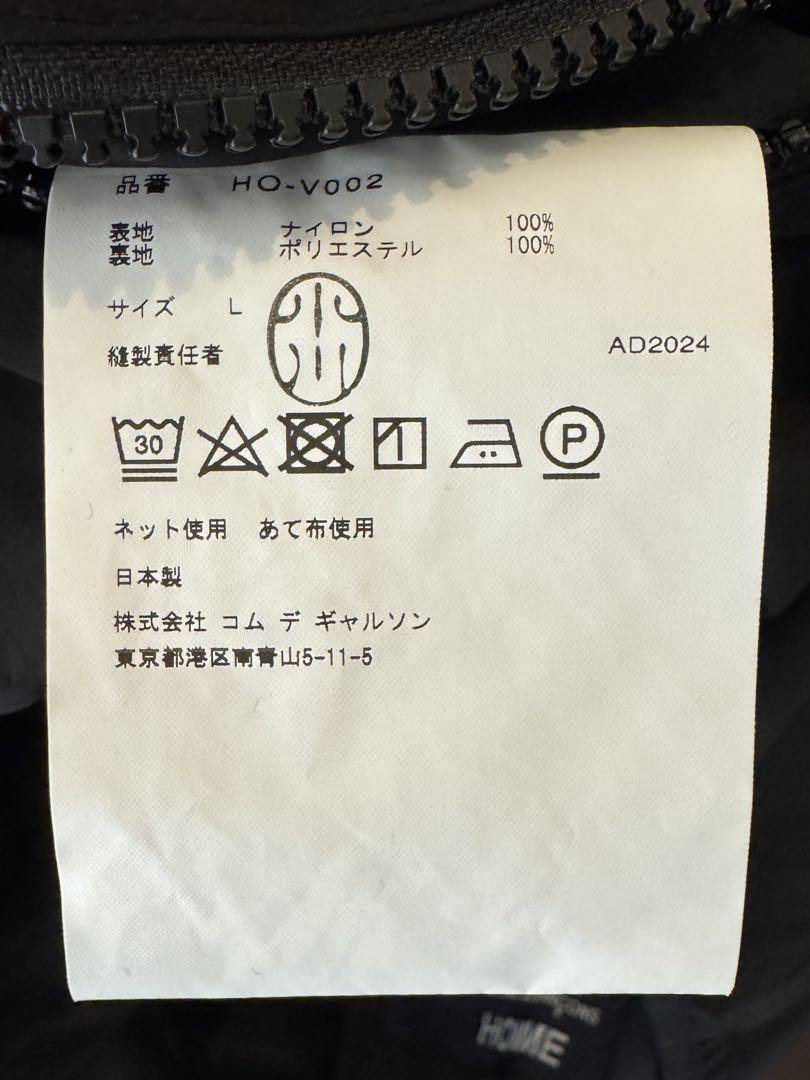 品番 HO-V002
表地 ナイロン 100%
裏地 ポリエステル 100%
サイズ L
縫製責任者
AD2024
30
P
ネット使用 あて布使用
日本製
株式会社 コム デ ギャルソン
東京都港区南青山5-11-5
HOME